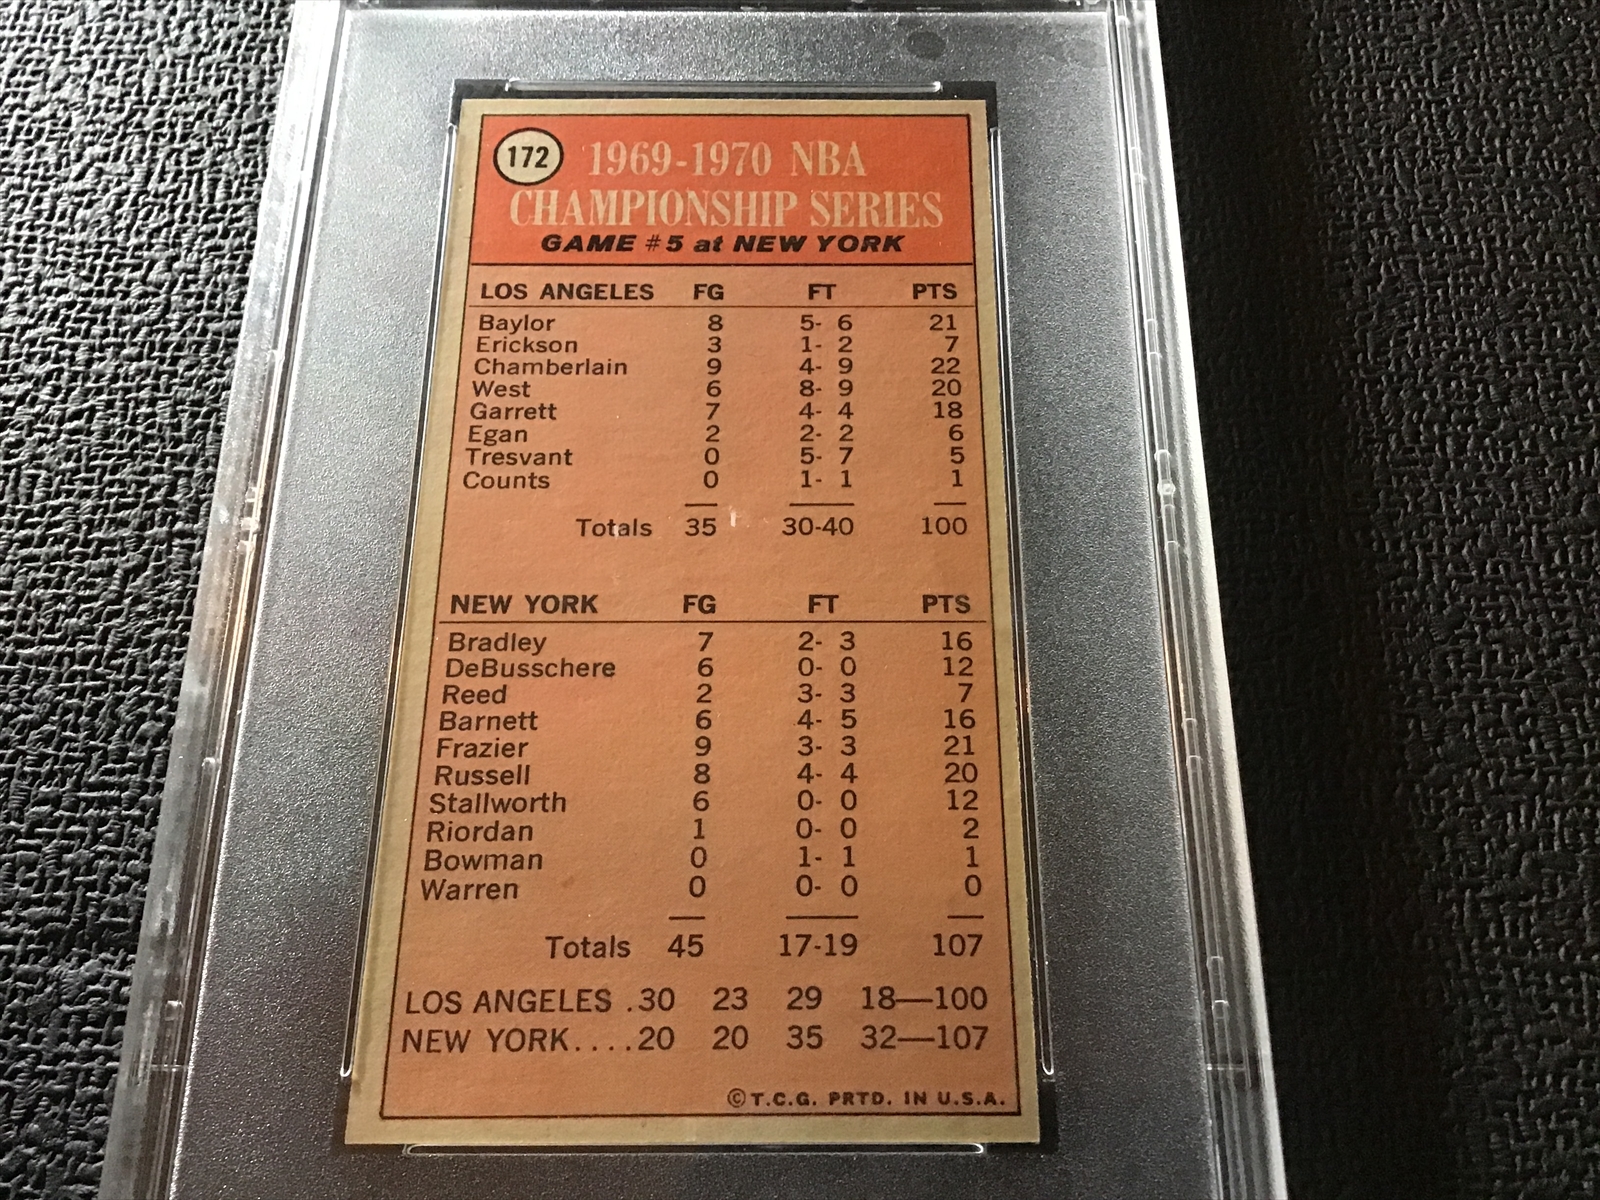 172
1969-1970 NBA
CHAMPIONSHIP SERIES
GAME #5 at NEW YORK
LOS ANGELES FG FT PTS
Baylor 8 5- 6 21
Erickson 3 1- 2 7
Chamberlain 9 4- 9 22
West 6 8- 9 20
Garrett 7 4- 4 18
Egan 2 2- 2 6
Tresvant 0 5- 7 5
Counts 0 1- 1 1
Totals 35 30-40 100
NEW YORK FG FT PTS
Bradley 7 2- 3 16
DeBusschere 6 0- 0 12
Reed 2 3- 3 7
Barnett 6 4- 5 16
Frazier 9 3- 3 21
Russell 8 4- 4 20
Stallworth 6 0- 0 12
Riordan 1 0- 0 2
Bowman 0 1- 1 1
Warren 0 0- 0 0
Totals 45 17-19 107
LOS ANGELES .30 23 29 18—100
NEW YORK....20 20 35 32—107
©T.C.G. PRTD. IN U.S.A.